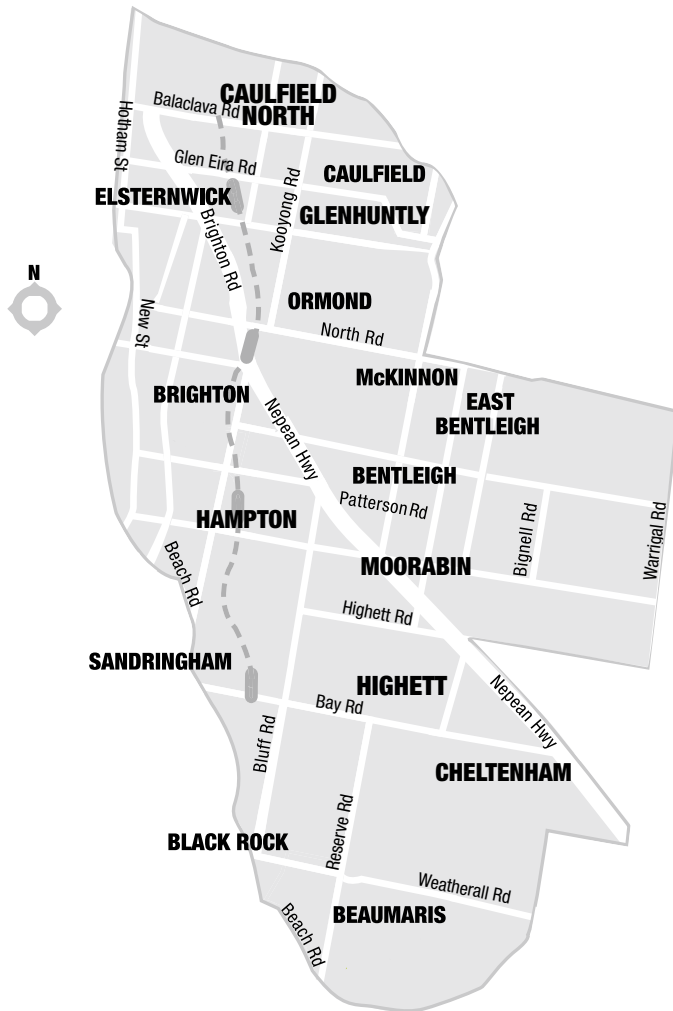 CAULFIELD
NORTH
Balaclava Rd
Hotham St
Glen Eira Rd
CAULFIELD
ELSTERNWICK
Kooyong Rd
GLENHUNTLY
Brighton Rd
N
ORMOND
New St
North Rd
McKINNON
BRIGHTON
EAST
BENTLEIGH
Nepean Hwy
BENTLEIGH
Patterson Rd
HAMPTON
Bignell Rd
Warrigal Rd
MOORABIN
Beach Rd
Highett Rd
SANDRINGHAM
HIGHETT
Nepean Hwy
Bay Rd
Bluff Rd
CHELTENHAM
BLACK ROCK
Reserve Rd
Weatherall Rd
BEAUMARIS
Beach Rd